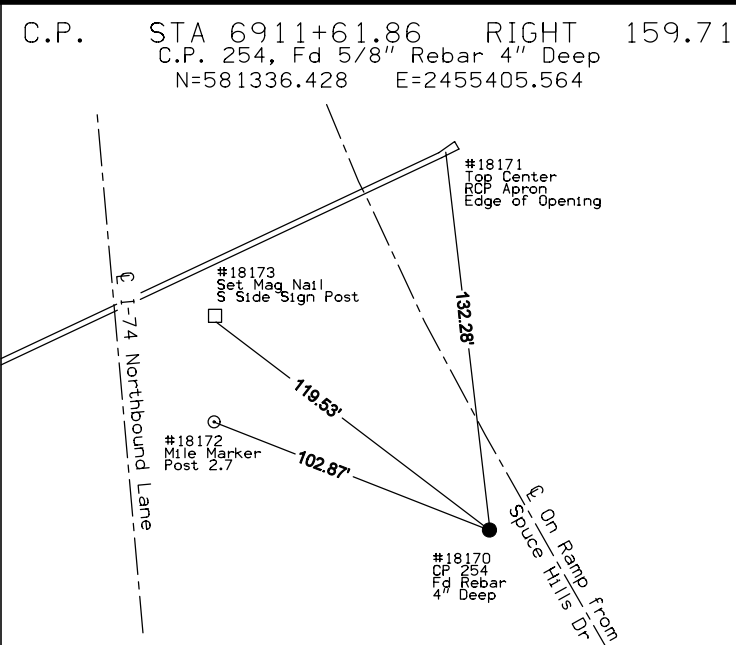 C.P. STA 6911+61.86 RIGHT 159.71
C.P. 254, Fd 5/8" Rebar 4" Deep
N=581336.428 E=2455405.564
#18171
Top Center
RCP Apron
Edge of Opening
#18173
Set Mag Nail
S Side Sign Post
℄ I-74 Northbound Lane
132.28'
119.53'
#18172
Mile Marker
Post 2.7
102.87'
℄ On Ramp from
Spuce Hills Dr
#18170
CP 254
Fd Rebar
4" Deep